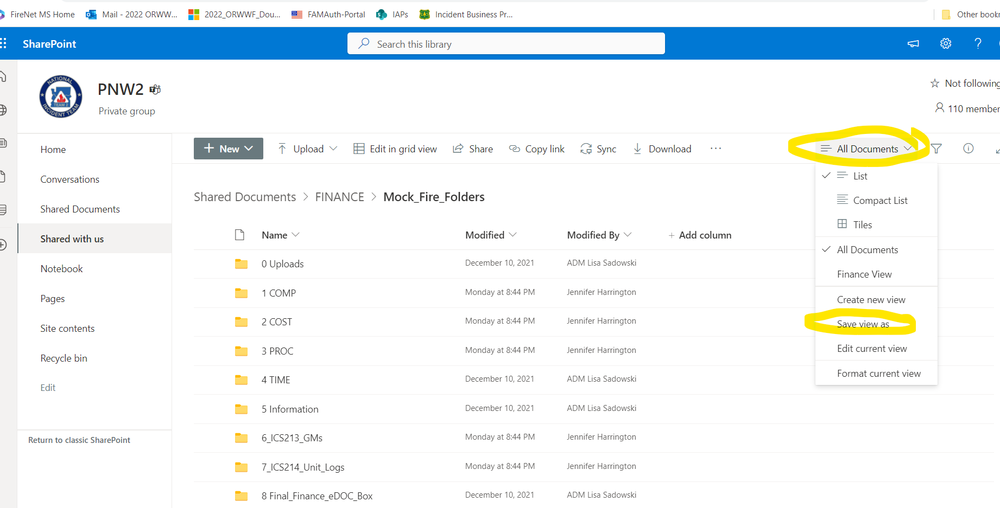 FireNet MS Home Mail - 2022 ORWW... 2022_ORWWF_Dou... FAMAuth-Portal IAPs Incident Business Pr... Other book
SharePoint Search this library ?
NATIONAL
TEAM 2
INCIDENT TEAM
PNW2
Private group
Not following
110 member
Home
Conversations
Shared Documents
Shared with us
Notebook
Pages
Site contents
Recycle bin
Edit
Return to classic SharePoint
+ New Upload Edit in grid view Share Copy link Sync Download ... All Documents
Shared Documents > FINANCE > Mock_Fire_Folders
Name Modified Modified By + Add column
0 Uploads December 10, 2021 ADM Lisa Sadowski
1 COMP Monday at 8:44 PM Jennifer Harrington
2 COST Monday at 8:44 PM Jennifer Harrington
3 PROC Monday at 8:44 PM Jennifer Harrington
4 TIME December 10, 2021 ADM Lisa Sadowski
5 Information December 10, 2021 ADM Lisa Sadowski
6_ICS213_GMs Monday at 8:44 PM Jennifer Harrington
7_ICS214_Unit_Logs Monday at 8:44 PM Jennifer Harrington
8 Final_Finance_eDOC_Box December 10, 2021 ADM Lisa Sadowski
List
Compact List
Tiles
All Documents
Finance View
Create new view
Save view as
Edit current view
Format current view